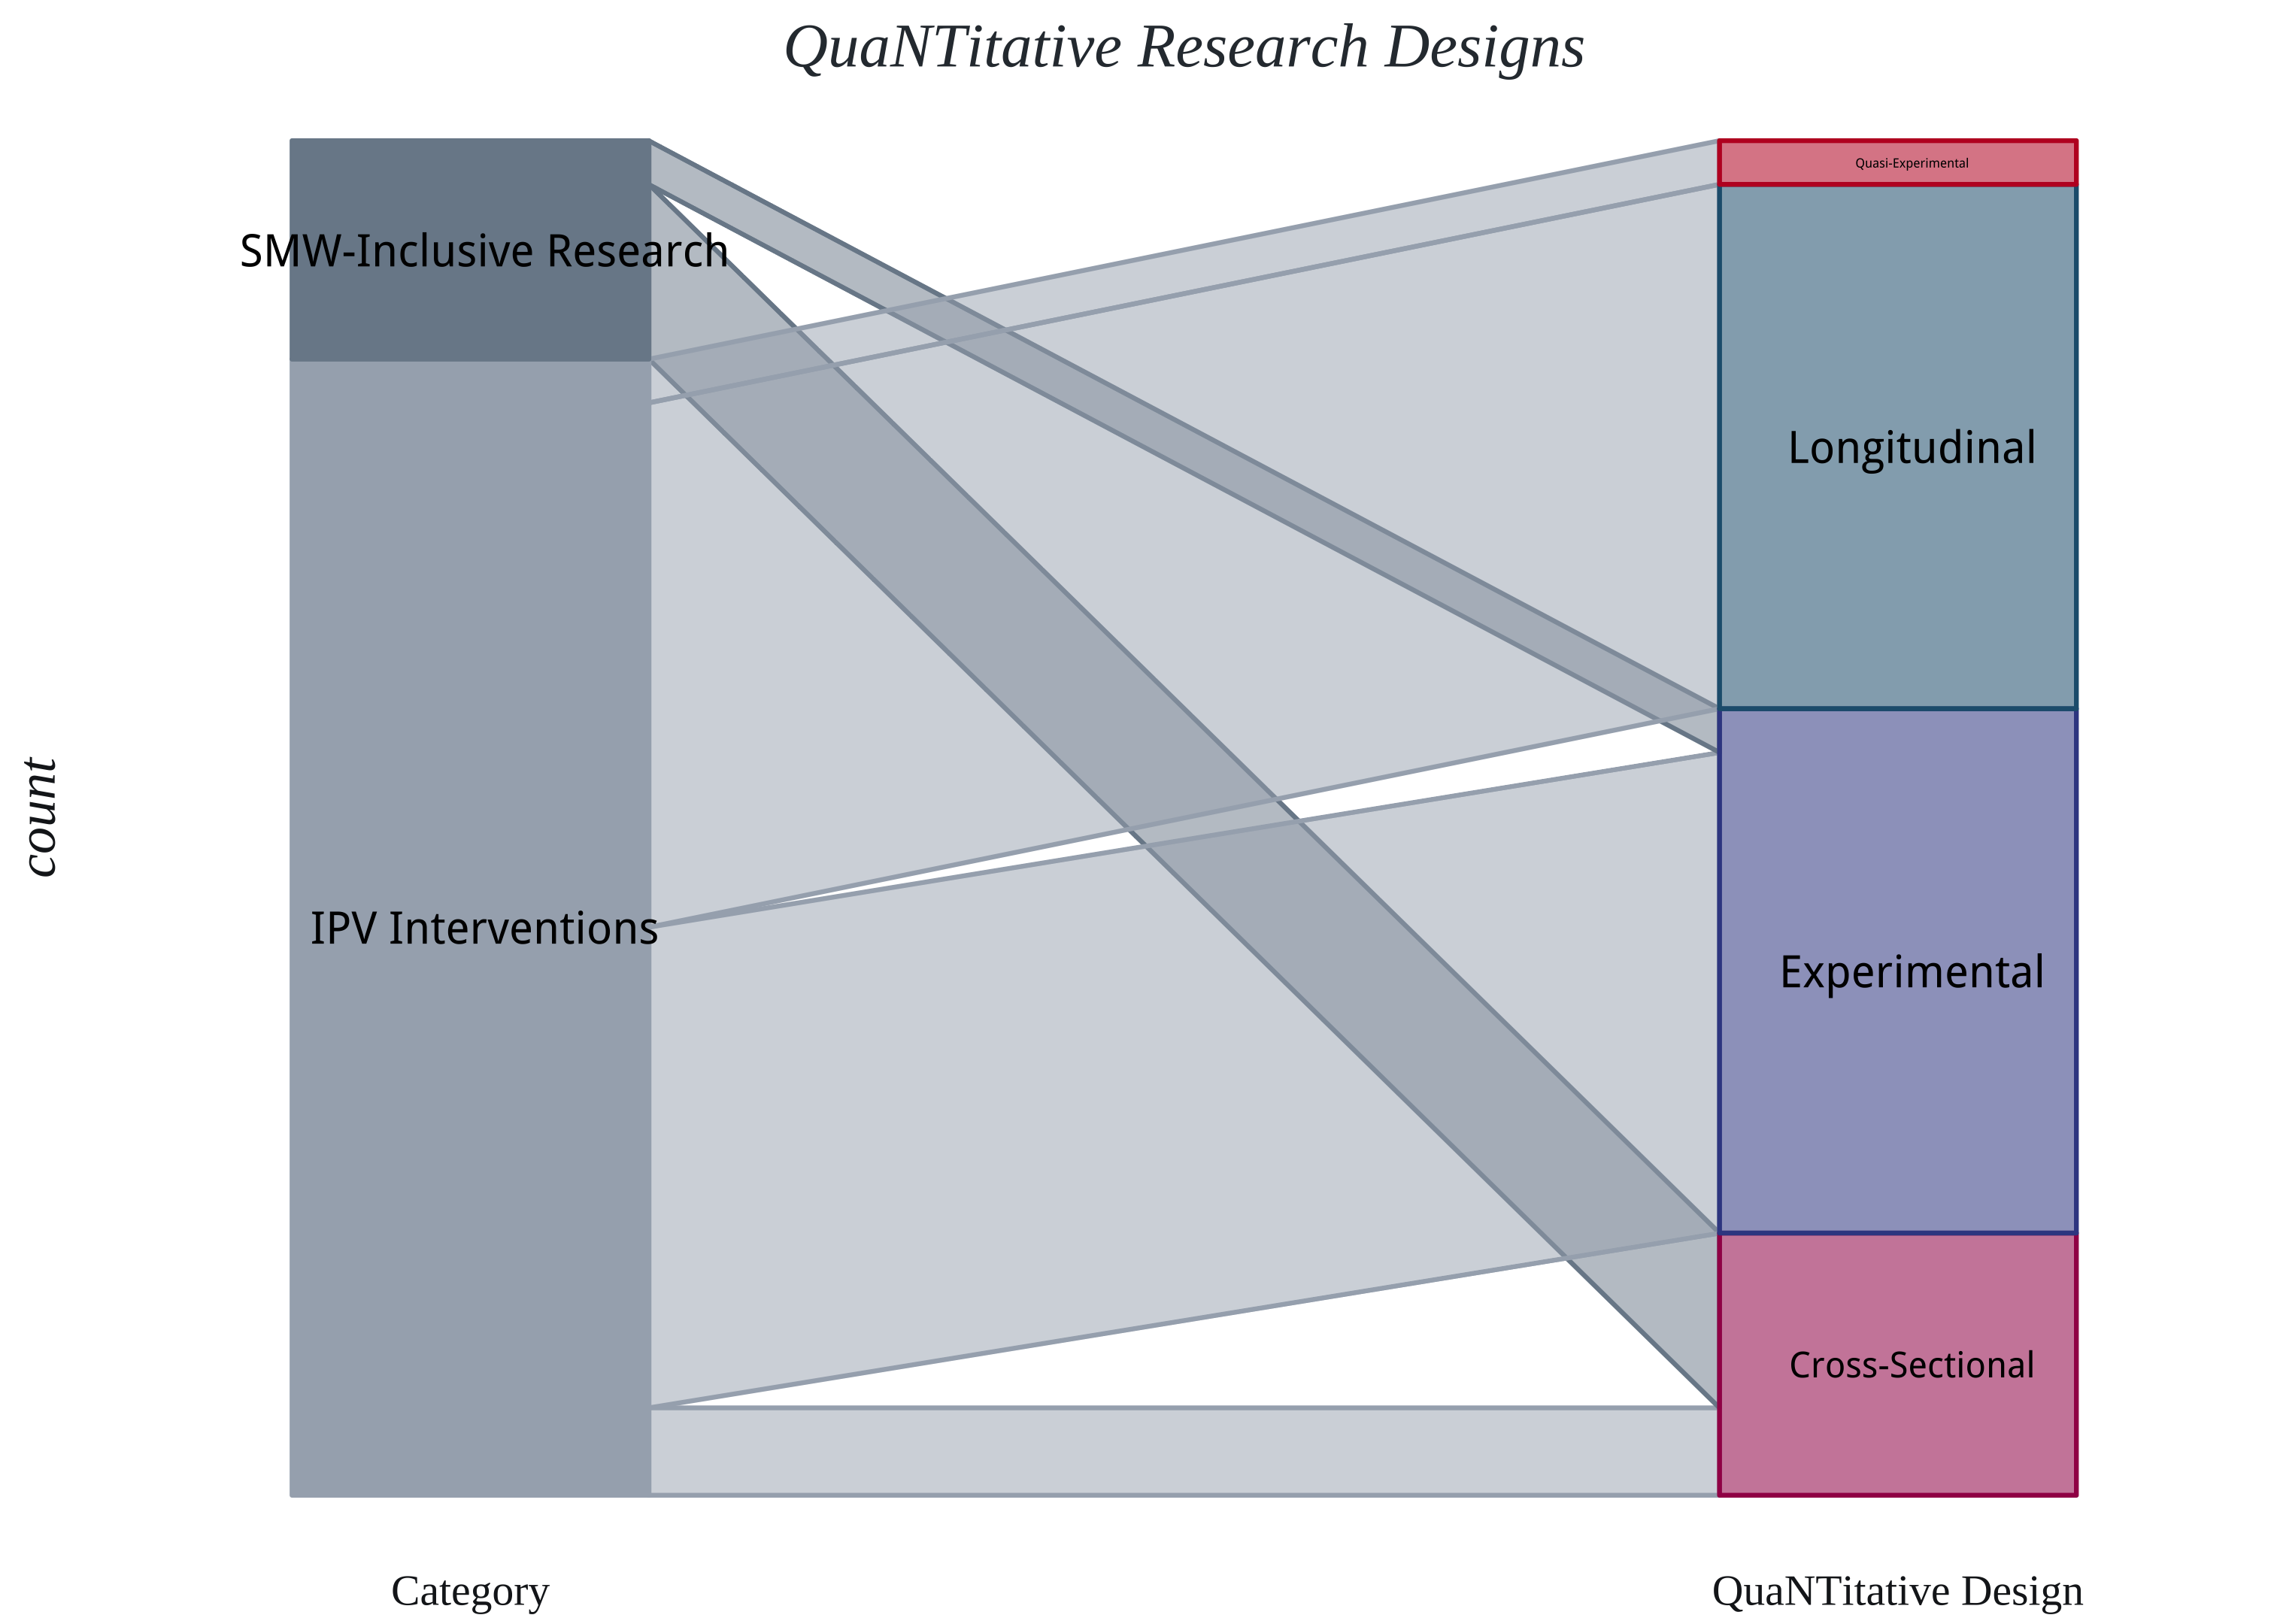 QuaNTitative Research Designs
Quasi-Experimental
SMW-Inclusive Research
Longitudinal
count
IPV Interventions
Experimental
Cross-Sectional
Category
QuaNTitative Design